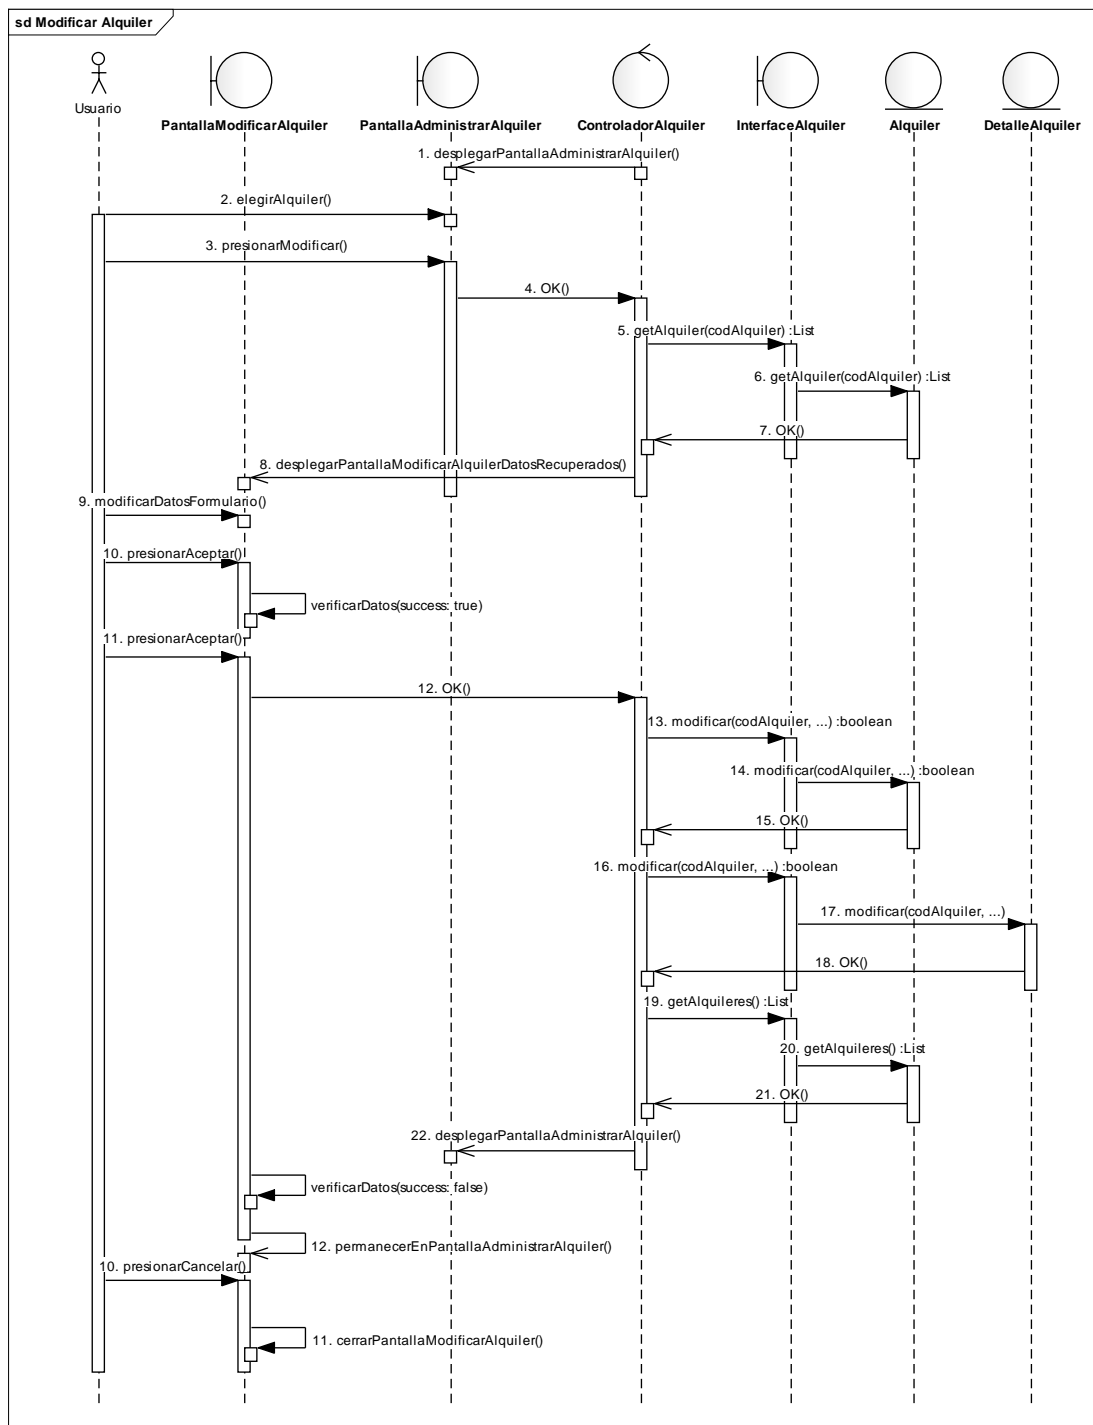 sd Modificar Alquiler
Usuario
PantallaModificarAlquiler
PantallaAdministrarAlquiler
ControladorAlquiler
InterfaceAlquiler
Alquiler
DetalleAlquiler
1. desplegarPantallaAdministrarAlquiler()
2. elegirAlquiler()
3. presionarModificar()
4. OK()
5. getAlquiler(codAlquiler) :List
6. getAlquiler(codAlquiler) :List
7. OK()
8. desplegarPantallaModificarAlquilerDatosRecuperados()
9. modificarDatosFormulario()
10. presionarAceptar()
verificarDatos(success: true)
11. presionarAceptar()
12. OK()
13. modificar(codAlquiler, ...) :boolean
14. modificar(codAlquiler, ...) :boolean
15. OK()
16. modificar(codAlquiler, ...) :boolean
17. modificar(codAlquiler, ...)
18. OK()
19. getAlquileres() :List
20. getAlquileres() :List
21. OK()
22. desplegarPantallaAdministrarAlquiler()
verificarDatos(success: false)
12. permanecerEnPantallaAdministrarAlquiler()
10. presionarCancelar()
11. cerrarPantallaModificarAlquiler()